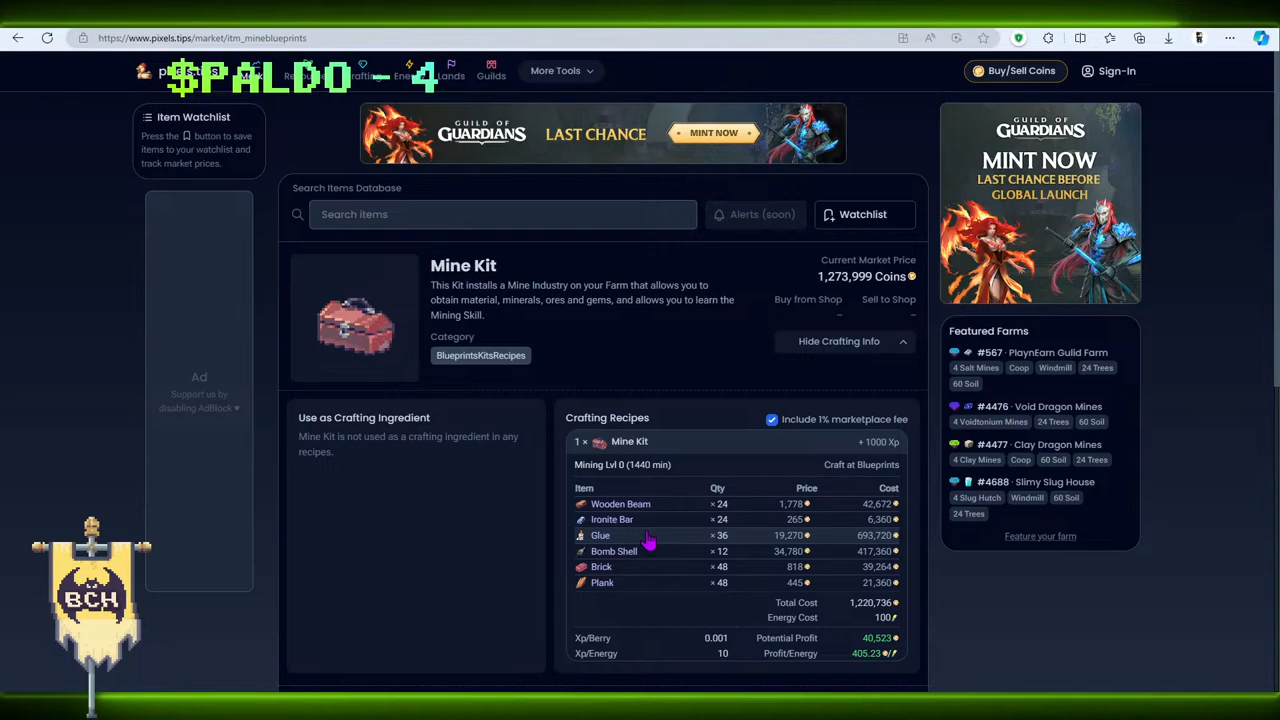 https://www.pixels.tips/market/itm_mineblueprints
$PALDO - 4
Lands
Guilds
More Tools
Buy/Sell Coins
Sign-In
Item Watchlist
Press the button to save
items to your watchlist and
track market prices.
Ad
Support us by
disabling AdBlock ♥
GUILD OF
GUARDIANS
LAST CHANCE
MINT NOW
Search Items Database
Search items
Alerts (soon)
Watchlist
Mine Kit
This Kit installs a Mine Industry on your Farm that allows you to
obtain material, minerals, ores and gems, and allows you to learn the
Mining Skill.
Category
BlueprintsKitsRecipes
Current Market Price
1,273,999 Coins
Buy from Shop Sell to Shop
– –
Hide Crafting Info
Use as Crafting Ingredient
Mine Kit is not used as a crafting ingredient in any
recipes.
Crafting Recipes
Include 1% marketplace fee
1 × Mine Kit + 1000 Xp
Mining Lvl 0 (1440 min) Craft at Blueprints
Item Qty Price Cost
Wooden Beam × 24 1,778 42,672
Ironite Bar × 24 265 6,360
Glue × 36 19,270 693,720
Bomb Shell × 12 34,780 417,360
Brick × 48 818 39,264
Plank × 48 445 21,360
Total Cost 1,220,736
Energy Cost 100
Xp/Berry 0.001 Potential Profit 40,523
Xp/Energy 10 Profit/Energy 405.23 /
GUILD OF
GUARDIANS
MINT NOW
LAST CHANCE BEFORE
GLOBAL LAUNCH
Featured Farms
#567 · PlaynEarn Guild Farm
4 Salt Mines Coop Windmill 24 Trees
60 Soil
#4476 · Void Dragon Mines
4 Voidtonium Mines 24 Trees 60 Soil
#4477 · Clay Dragon Mines
4 Clay Mines Coop 60 Soil 24 Trees
#4688 · Slimy Slug House
4 Slug Hutch Windmill 60 Soil
24 Trees
Feature your farm
BCH